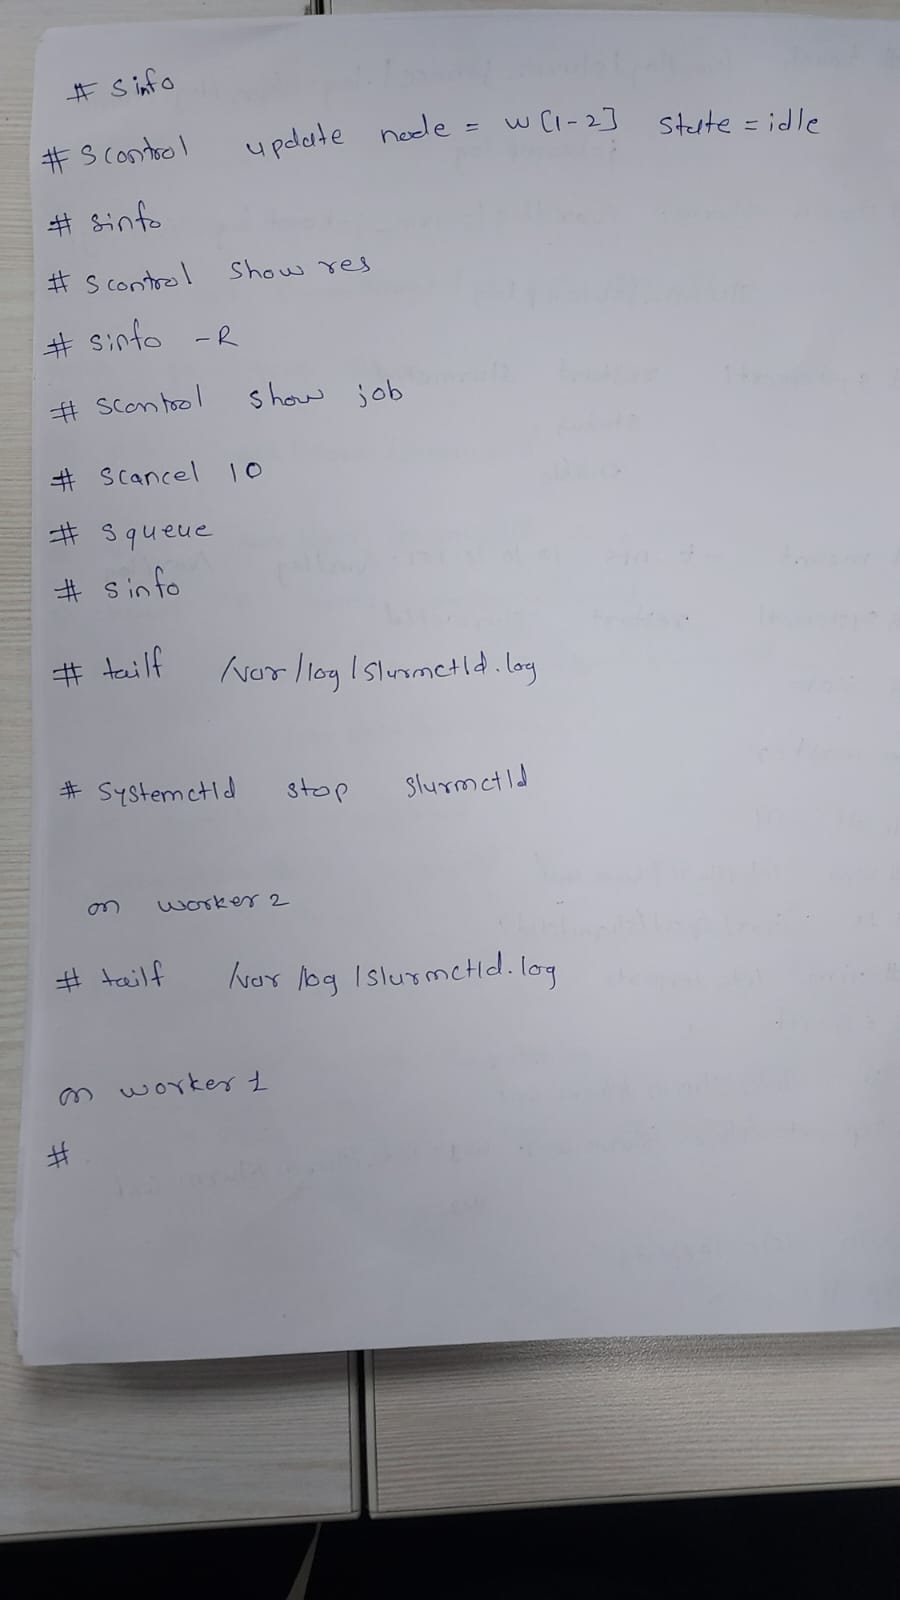 # sinfo
# scontrol update node = w[1-2] state = idle
# sinfo
# scontrol show res
# sinfo -R
# scontrol show job
# scancel 10
# squeue
# sinfo
# tailf /var/log/slurmctld.log
# systemctld stop slurmctld
on worker 2
# tailf /var/log/slurmctld.log
on worker 1
#